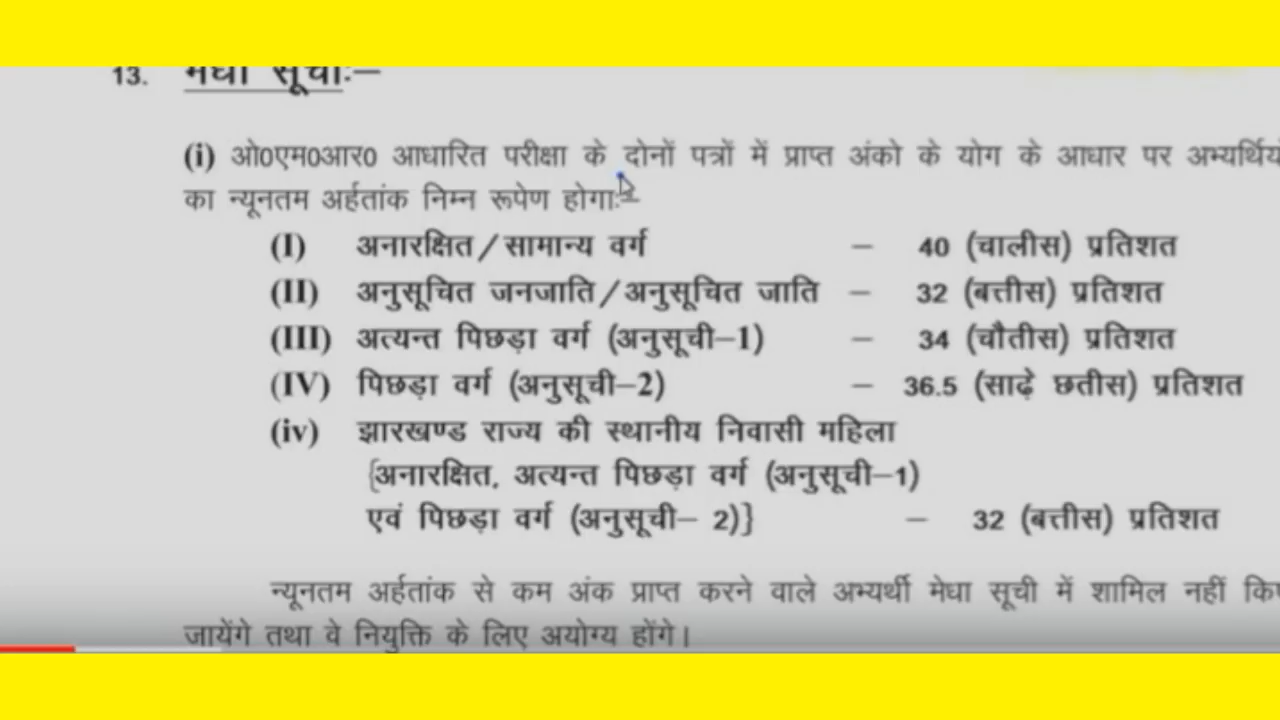 13. मेधा सूचीः–
(i) ओ0एम0आर0 आधारित परीक्षा के दोनों पत्रों में प्राप्त अंको के योग के आधार पर
का न्यूनतम अर्हतांक निम्न रूपेण होगाः–
(I) अनारक्षित/सामान्य वर्ग – 40 (चालीस) प्रतिशत
(II) अनुसूचित जनजाति/अनुसूचित जाति – 32 (बत्तीस) प्रतिशत
(III) अत्यन्त पिछड़ा वर्ग (अनुसूची–1) – 34 (चौतीस) प्रतिशत
(IV) पिछड़ा वर्ग (अनुसूची–2) – 36.5 (साढ़े छतीस) प्रतिशत
(iv) झारखण्ड राज्य की स्थानीय निवासी महिला
{अनारक्षित, अत्यन्त पिछड़ा वर्ग (अनुसूची–1)
एवं पिछड़ा वर्ग (अनुसूची– 2)} – 32 (बत्तीस) प्रतिशत
न्यूनतम अर्हतांक से कम अंक प्राप्त करने वाले अभ्यर्थी मेधा सूची में शामिल नहीं
जायेंगे तथा वे नियुक्ति के लिए अयोग्य होंगे।